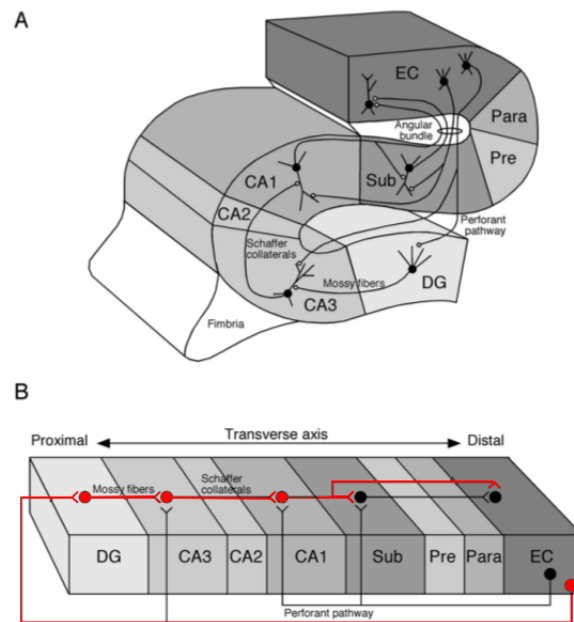 A
EC
Para
Angular
bundle
Pre
CA1
Sub
CA2
Perforant
pathway
Schaffer
collaterals
Mossy fibers
DG
CA3
Fimbria
B
Proximal
Transverse axis
Distal
Mossy fibers
Schaffer
collaterals
DG
CA3
CA2
CA1
Sub
Pre
Para
EC
Perforant pathway